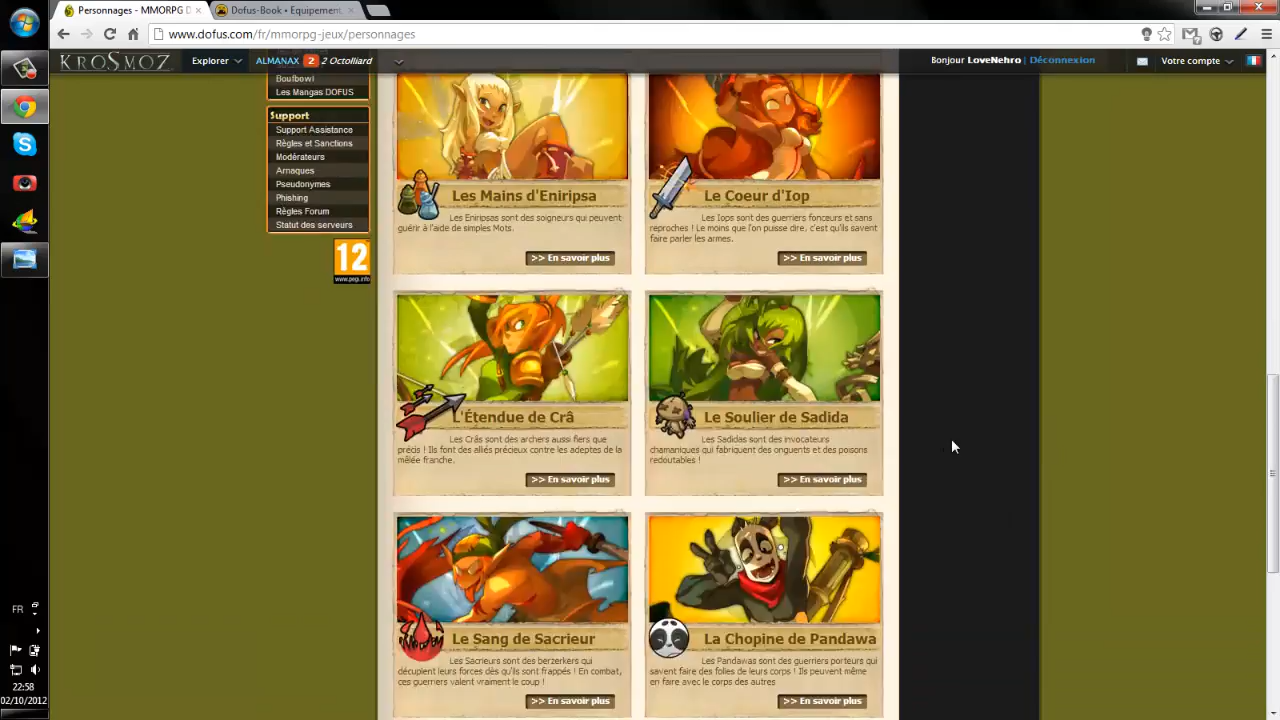 Personnages - MMORPG D
Dofus-Book • Equipement
www.dofus.com/fr/mmorpg-jeux/personnages
KROSMOZ
Explorer
ALMANAX 2 2 Octolliard
Bonjour LoveNehro | Déconnexion
Votre compte
Boufbowl
Les Mangas DOFUS
Support
Support Assistance
Règles et Sanctions
Modérateurs
Arnaques
Pseudonymes
Phishing
Règles Forum
Statut des serveurs
12
www.pegi.info
Les Mains d'Eniripsa
Les Eniripsas sont des soigneurs qui peuvent
guérir à l'aide de simples Mots.
>> En savoir plus
Le Coeur d'Iop
Les Iops sont des guerriers fonceurs et sans
reproches ! Le moins que l'on puisse dire, c'est qu'ils savent
faire parler les armes.
>> En savoir plus
L'Étendue de Crâ
Les Crâs sont des archers aussi fiers que
précis ! Ils font des alliés précieux contre les adeptes de la
mêlée franche.
>> En savoir plus
Le Soulier de Sadida
Les Sadidas sont des invocateurs
chamaniques qui fabriquent des onguents et des poisons
redoutables !
>> En savoir plus
Le Sang de Sacrieur
Les Sacrieurs sont des berzerkers qui
décuplent leurs forces dès qu'ils sont frappés ! En combat,
ces guerriers valent vraiment le coup !
>> En savoir plus
La Chopine de Pandawa
Les Pandawas sont des guerriers porteurs qui
savent faire des folies de leurs corps ! Ils peuvent même
en faire avec le corps des autres
>> En savoir plus
FR
22:58
02/10/2012